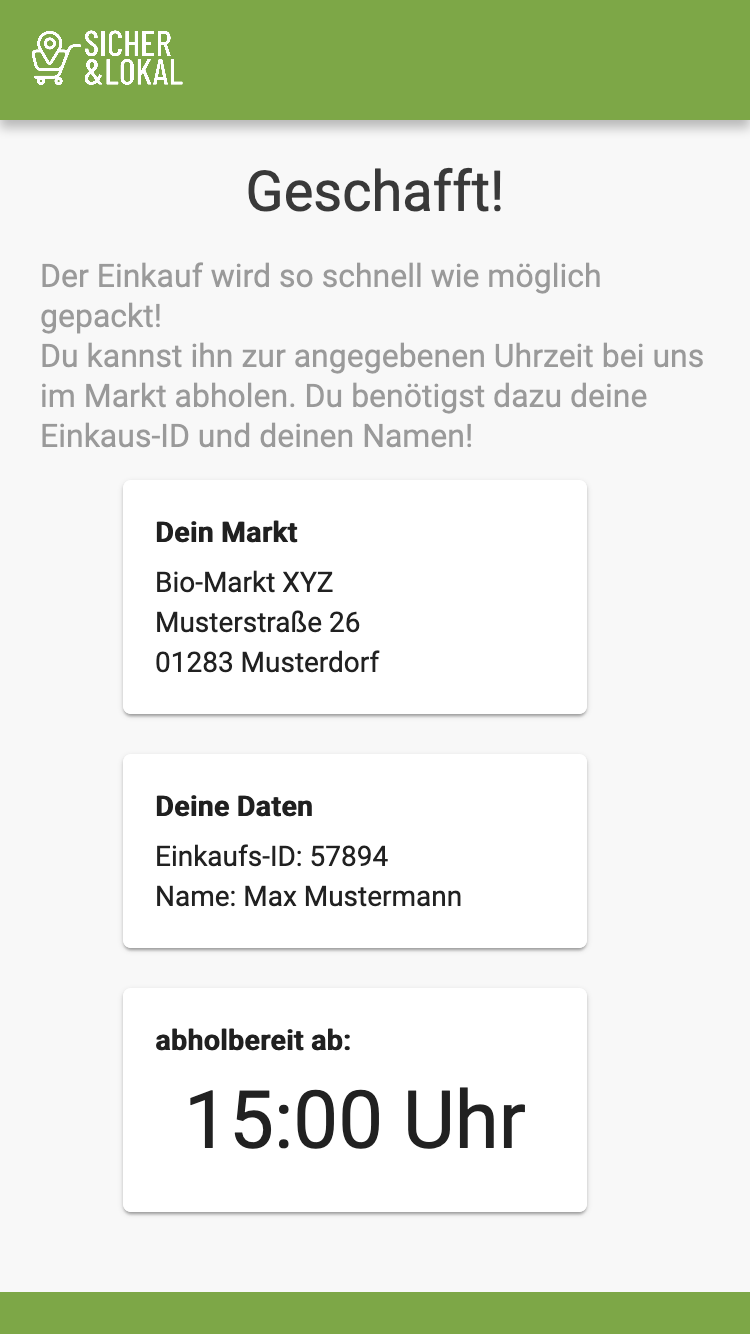 SICHER
&LOKAL
Geschafft!
Der Einkauf wird so schnell wie möglich
gepackt!
Du kannst ihn zur angegebenen Uhrzeit bei uns
im Markt abholen. Du benötigst dazu deine
Einkaus-ID und deinen Namen!
Dein Markt
Bio-Markt XYZ
Musterstraße 26
01283 Musterdorf
Deine Daten
Einkaufs-ID: 57894
Name: Max Mustermann
abholbereit ab:
15:00 Uhr